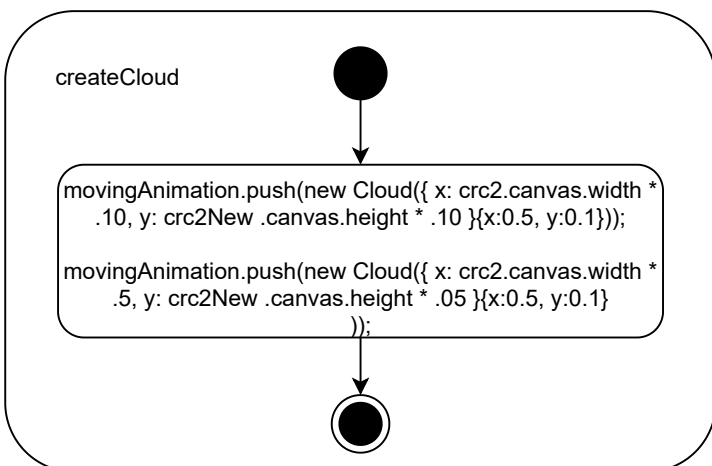 createCloud
movingAnimation.push(new Cloud({ x: crc2.canvas.width *
.10, y: crc2New .canvas.height * .10 }{x:0.5, y:0.1}));
movingAnimation.push(new Cloud({ x: crc2.canvas.width *
.5, y: crc2New .canvas.height * .05 }{x:0.5, y:0.1}
));